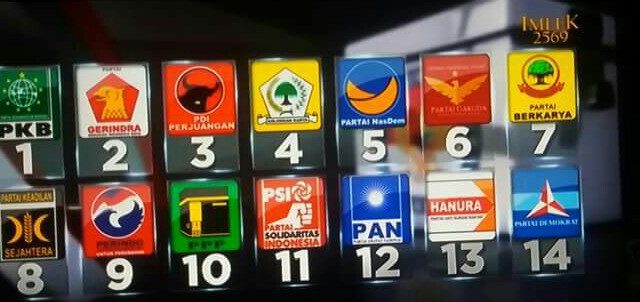 IMLEK
2569
PKB
1
PARTAI
GERINDRA
2
PDI
PERJUANGAN
3
4
PARTAI NasDem
5
PARTAI GARUDA
6
PARTAI
BERKARYA
7
PARTAI KEADILAN
SEJAHTERA
8
PERINDO
9
PPP
10
PSI
PARTAI
SOLIDARITAS
INDONESIA
11
PAN
12
HANURA
13
PARTAI DEMOKRAT
14